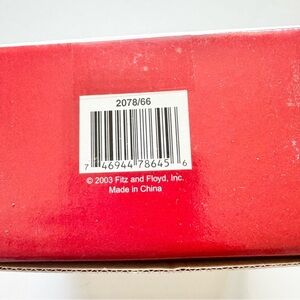 2078/66
7 46944 78645 6
© 2003 Fitz and Floyd, Inc.
Made in China